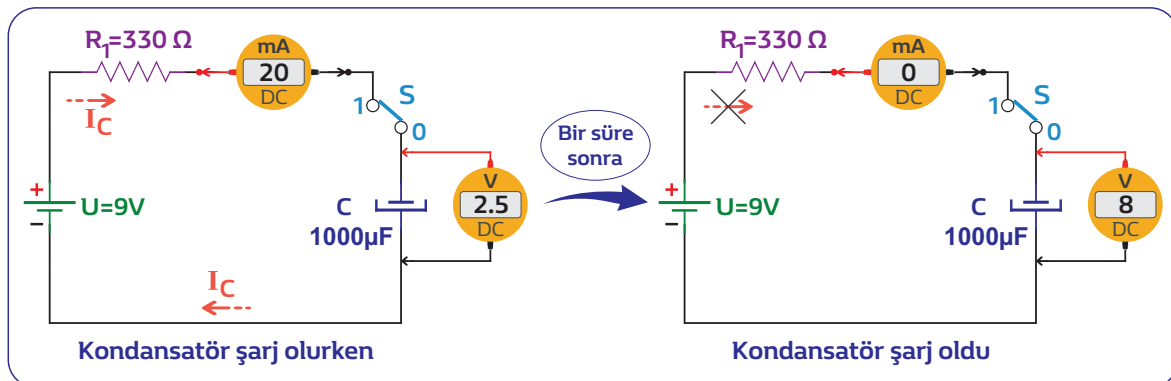 R1=330 Ω
mA
20
DC
IC
1
S
0
+
U=9V
−
C
1000µF
V
2.5
DC
IC
Kondansatör şarj olurken
Bir süre
sonra
R1=330 Ω
mA
0
DC
1
S
0
+
U=9V
−
C
1000µF
V
8
DC
Kondansatör şarj oldu